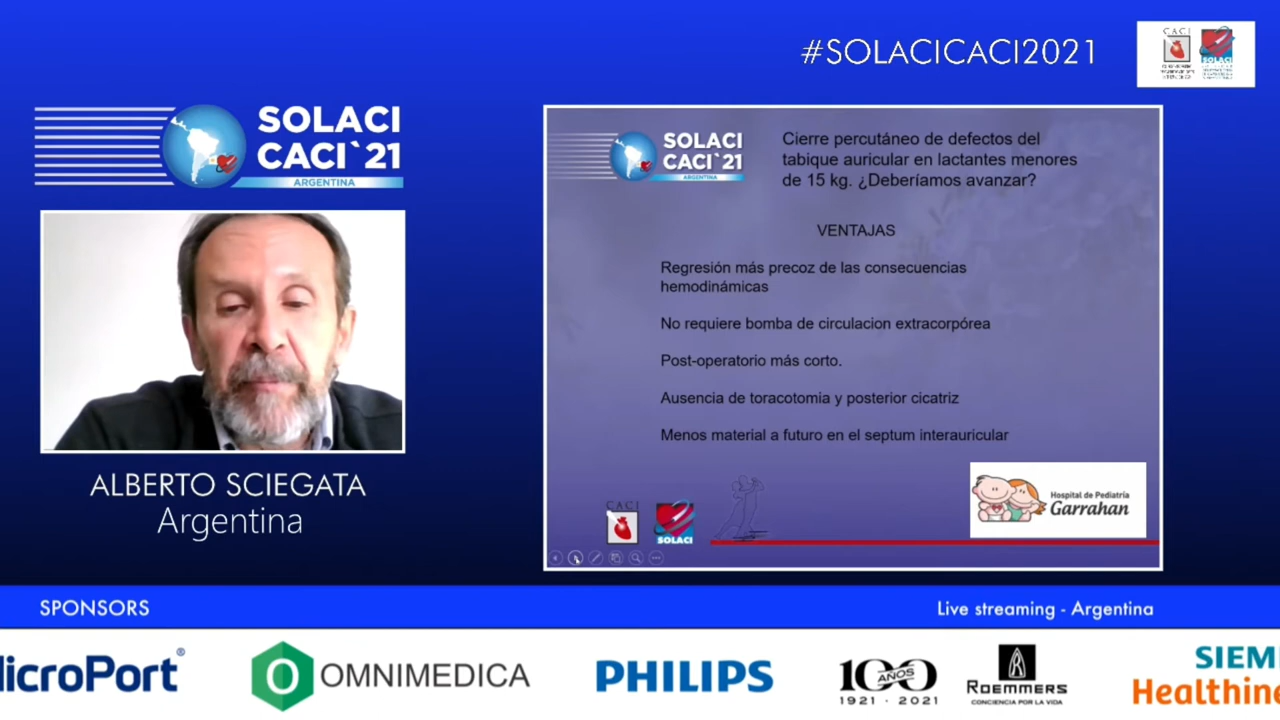 #SOLACICACI2021
CACI
SOLACI
SOLACI
CACI`21
ARGENTINA
ALBERTO SCIEGATA
Argentina
SOLACI
CACI`21
ARGENTINA
Cierre percutáneo de defectos del
tabique auricular en lactantes menores
de 15 kg. ¿Deberíamos avanzar?
VENTAJAS
Regresión más precoz de las consecuencias
hemodinámicas
No requiere bomba de circulacion extracorpórea
Post-operatorio más corto.
Ausencia de toracotomia y posterior cicatriz
Menos material a futuro en el septum interauricular
CACI
SOLACI
Hospital de Pediatría
Garrahan
SPONSORS
Live streaming - Argentina
icroPort®
OMNIMEDICA
PHILIPS
100
AÑOS
1921 - 2021
ROEMMERS
CONCIENCIA POR LA VIDA
SIEM
Healthine